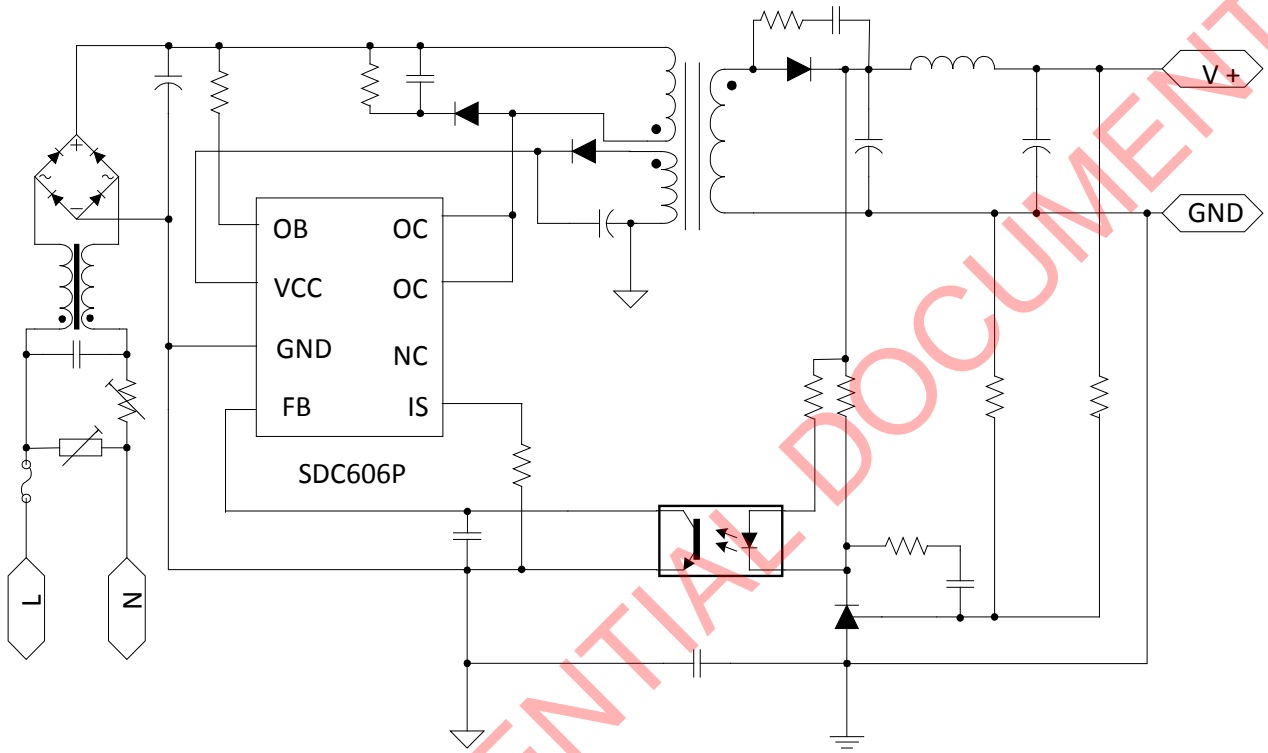 V +
GND
OB
OC
VCC
OC
GND
NC
FB
IS
SDC606P
L
N
+
~
~
−
ENTIAL DOCUMENT